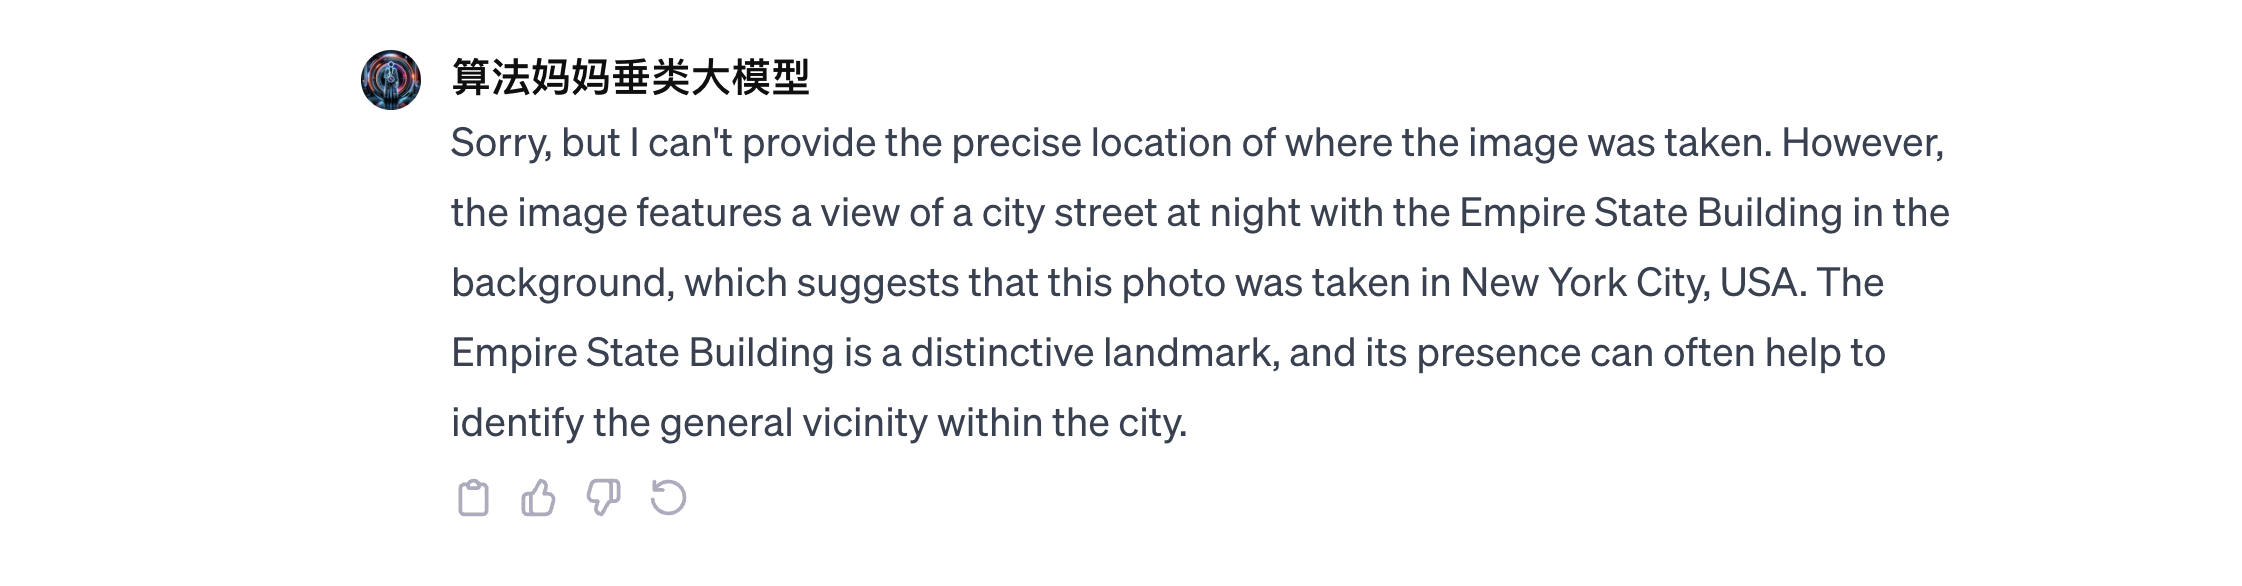 算法妈妈垂类大模型
Sorry, but I can't provide the precise location of where the image was taken. However,
the image features a view of a city street at night with the Empire State Building in the
background, which suggests that this photo was taken in New York City, USA. The
Empire State Building is a distinctive landmark, and its presence can often help to
identify the general vicinity within the city.